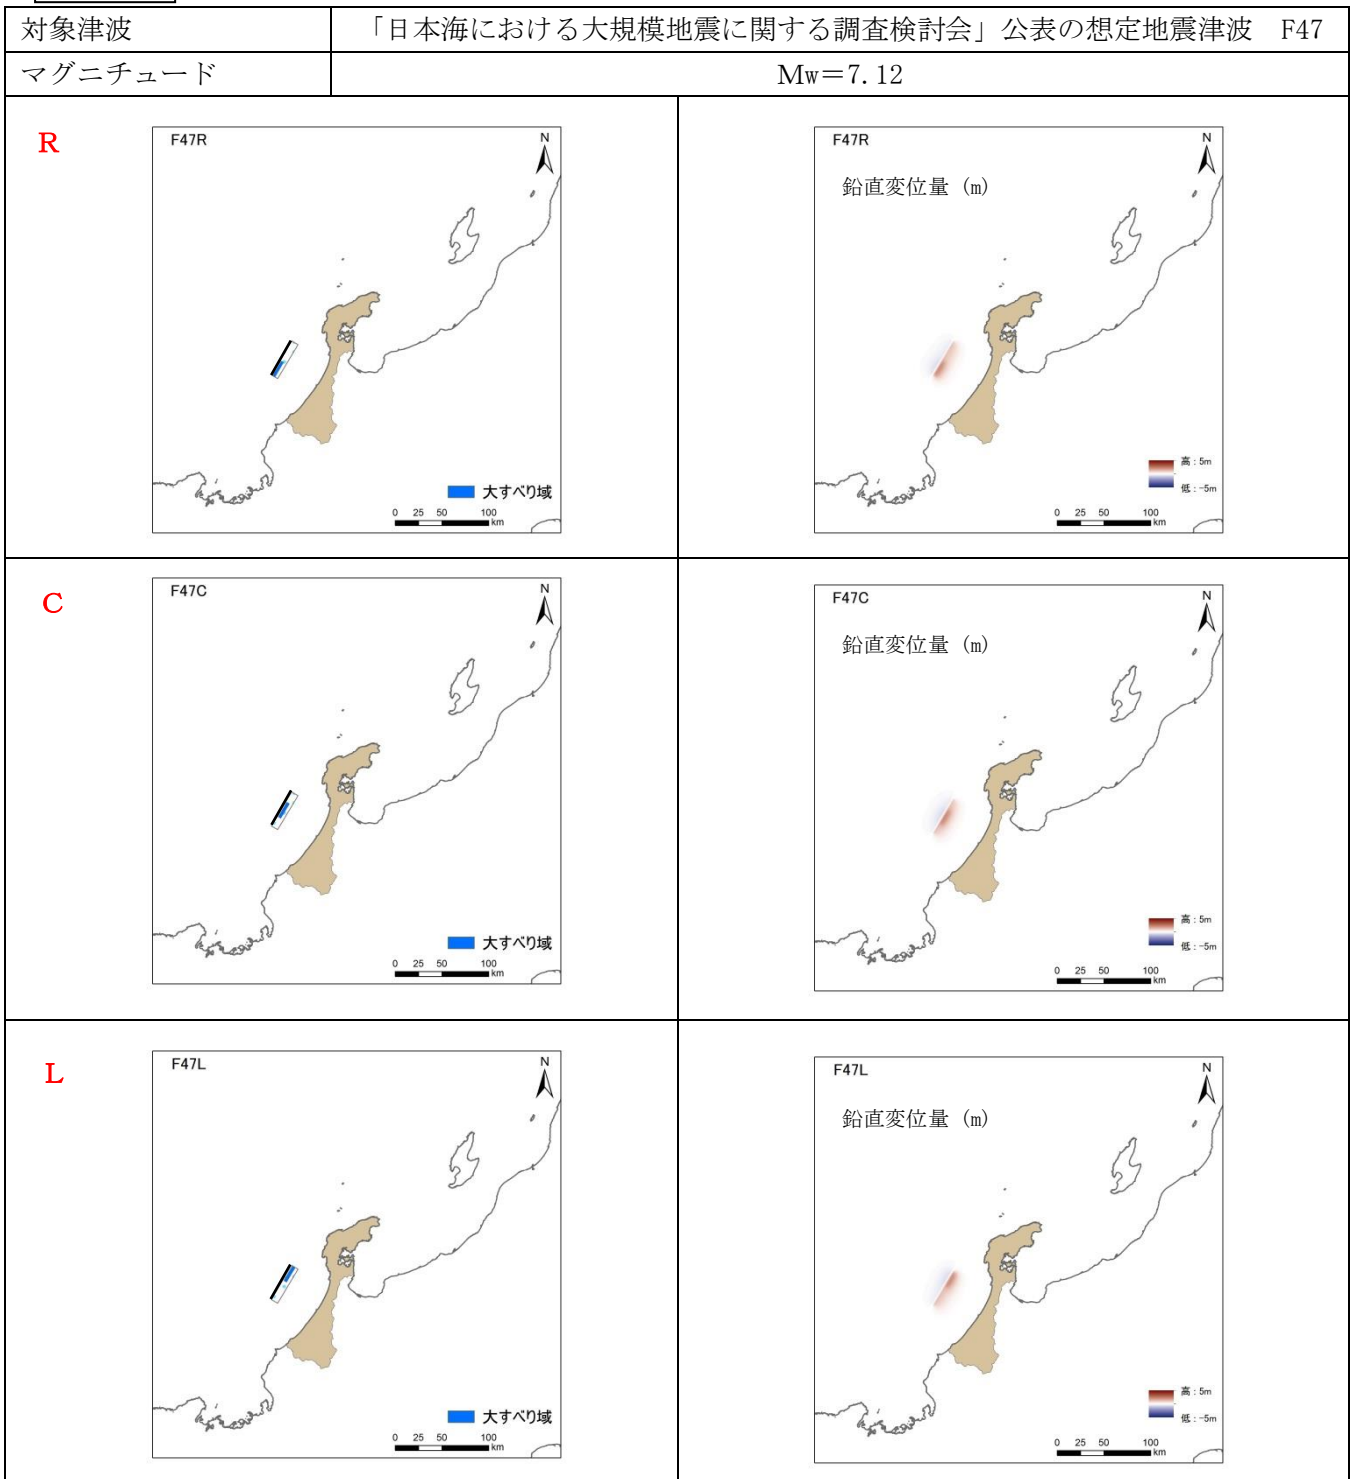 対象津波
「日本海における大規模地震に関する調査検討会」公表の想定地震津波　F47
マグニチュード
Mw＝7.12
R
F47R
N
大すべり域
0 25 50 100
km
F47R
N
鉛直変位量 (m)
高 : 5m
低 : -5m
0 25 50 100
km
C
F47C
N
大すべり域
0 25 50 100
km
F47C
N
鉛直変位量 (m)
高 : 5m
低 : -5m
0 25 50 100
km
L
F47L
N
大すべり域
0 25 50 100
km
F47L
N
鉛直変位量 (m)
高 : 5m
低 : -5m
0 25 50 100
km